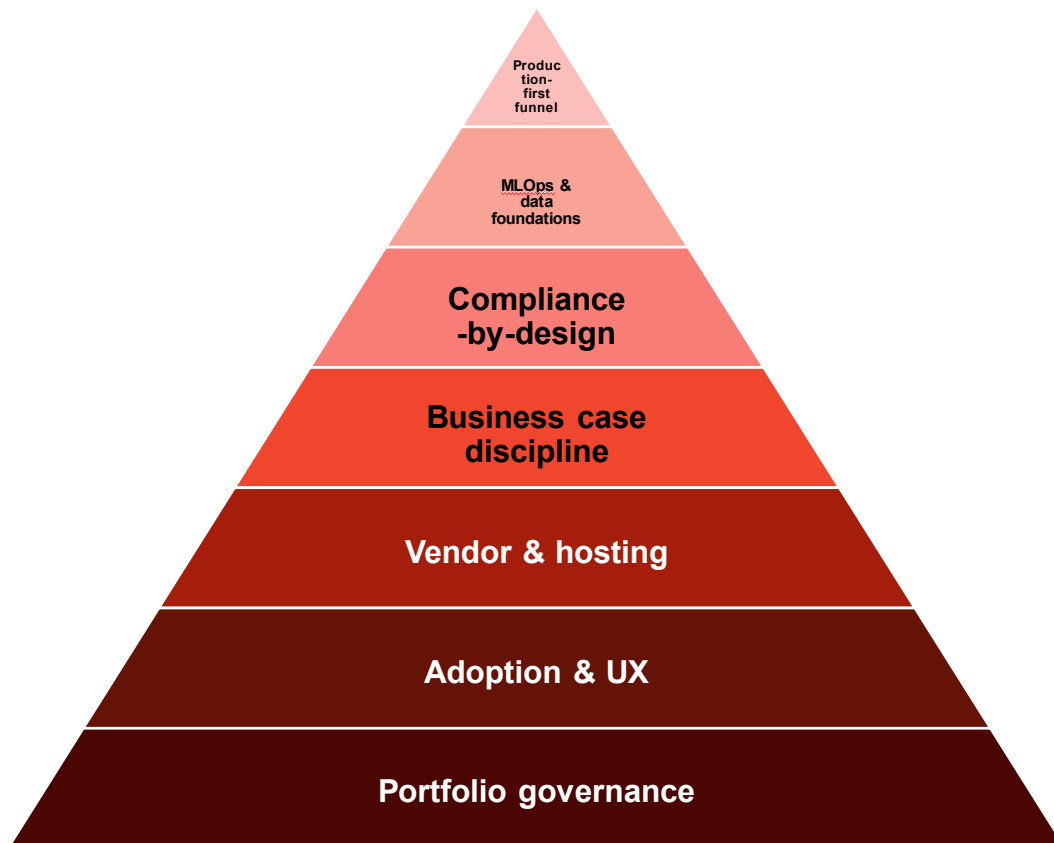 Produc
tion-
first
funnel
MLOps &
data
foundations
Compliance
-by-design
Business case
discipline
Vendor & hosting
Adoption & UX
Portfolio governance